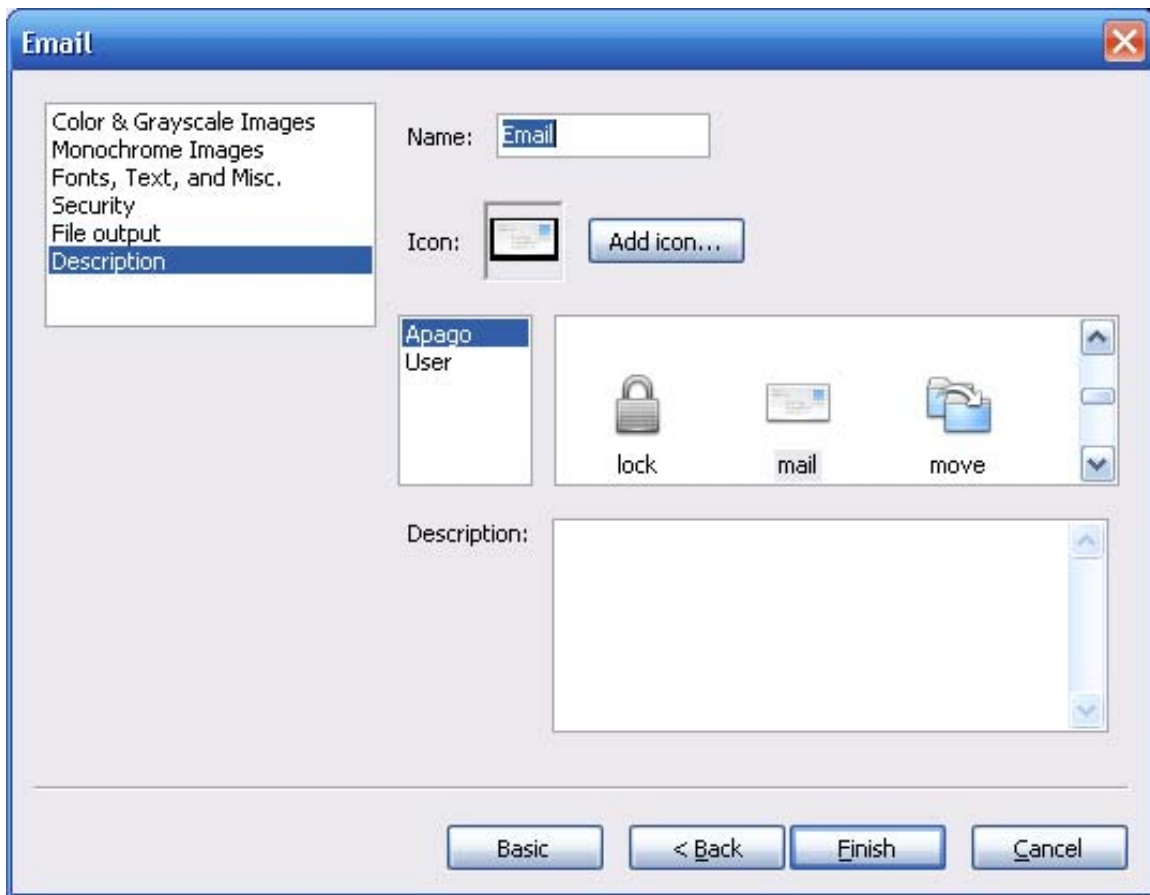 Email
Color & Grayscale Images
Monochrome Images
Fonts, Text, and Misc.
Security
File output
Description
Name: Email
Icon: Add icon...
Apago
User
lock mail move
Description:
Basic < Back Finish Cancel